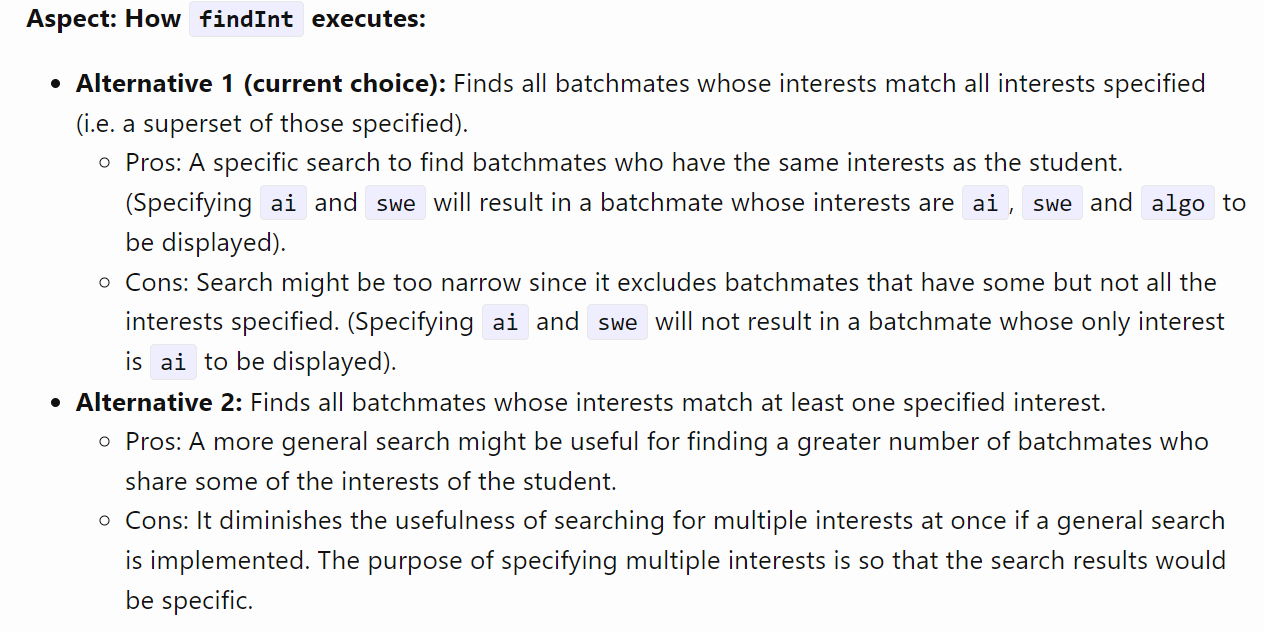 Aspect: How findInt executes:
Alternative 1 (current choice): Finds all batchmates whose interests match all interests specified
(i.e. a superset of those specified).
Pros: A specific search to find batchmates who have the same interests as the student.
(Specifying ai and swe will result in a batchmate whose interests are ai, swe and algo to
be displayed).
Cons: Search might be too narrow since it excludes batchmates that have some but not all the
interests specified. (Specifying ai and swe will not result in a batchmate whose only interest
is ai to be displayed).
Alternative 2: Finds all batchmates whose interests match at least one specified interest.
Pros: A more general search might be useful for finding a greater number of batchmates who
share some of the interests of the student.
Cons: It diminishes the usefulness of searching for multiple interests at once if a general search
is implemented. The purpose of specifying multiple interests is so that the search results would
be specific.